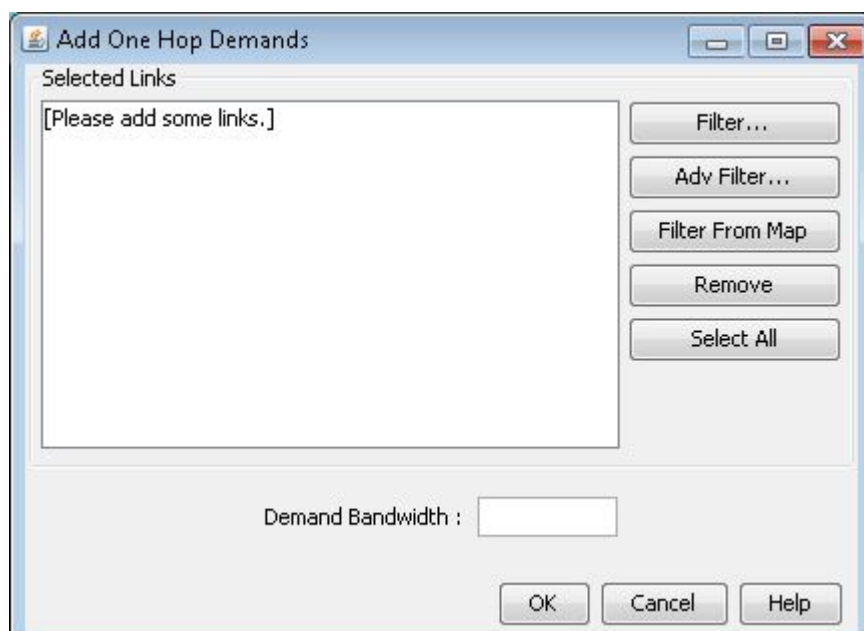 Add One Hop Demands
Selected Links
[Please add some links.]
Filter...
Adv Filter...
Filter From Map
Remove
Select All
Demand Bandwidth :
OK Cancel Help